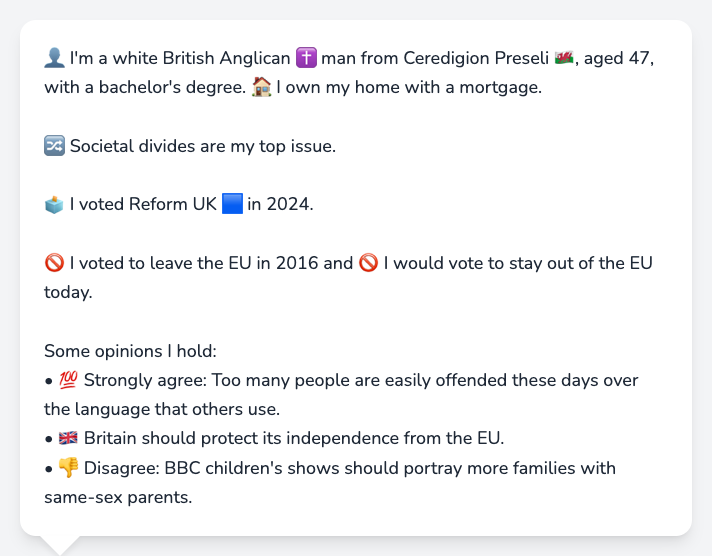 👤 I'm a white British Anglican ✝️ man from Ceredigion Preseli 🏴󠁧󠁢󠁷󠁬󠁳󠁿, aged 47,
with a bachelor's degree. 🏠 I own my home with a mortgage.
🔀 Societal divides are my top issue.
🗳️ I voted Reform UK 🟦 in 2024.
🚫 I voted to leave the EU in 2016 and 🚫 I would vote to stay out of the EU
today.
Some opinions I hold:
• 💯 Strongly agree: Too many people are easily offended these days over
the language that others use.
• 🇬🇧 Britain should protect its independence from the EU.
• 👎 Disagree: BBC children's shows should portray more families with
same-sex parents.